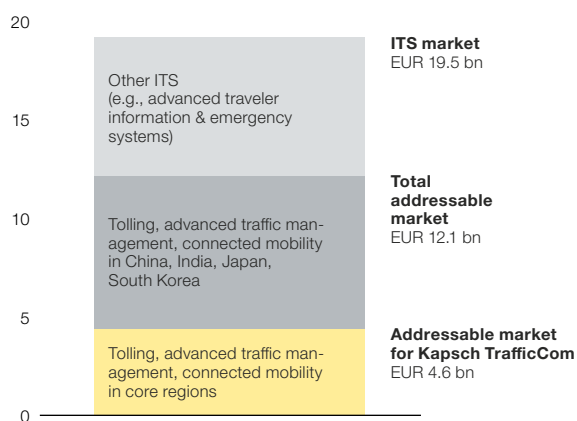 20
ITS market
EUR 19.5 bn
Other ITS
(e.g., advanced traveler
information & emergency
systems)
15
Total
addressable
market
EUR 12.1 bn
10
Tolling, advanced traffic man-
agement, connected mobility
in China, India, Japan,
South Korea
5
Addressable market
for Kapsch TrafficCom
EUR 4.6 bn
Tolling, advanced traffic man-
agement, connected mobility
in core regions
0